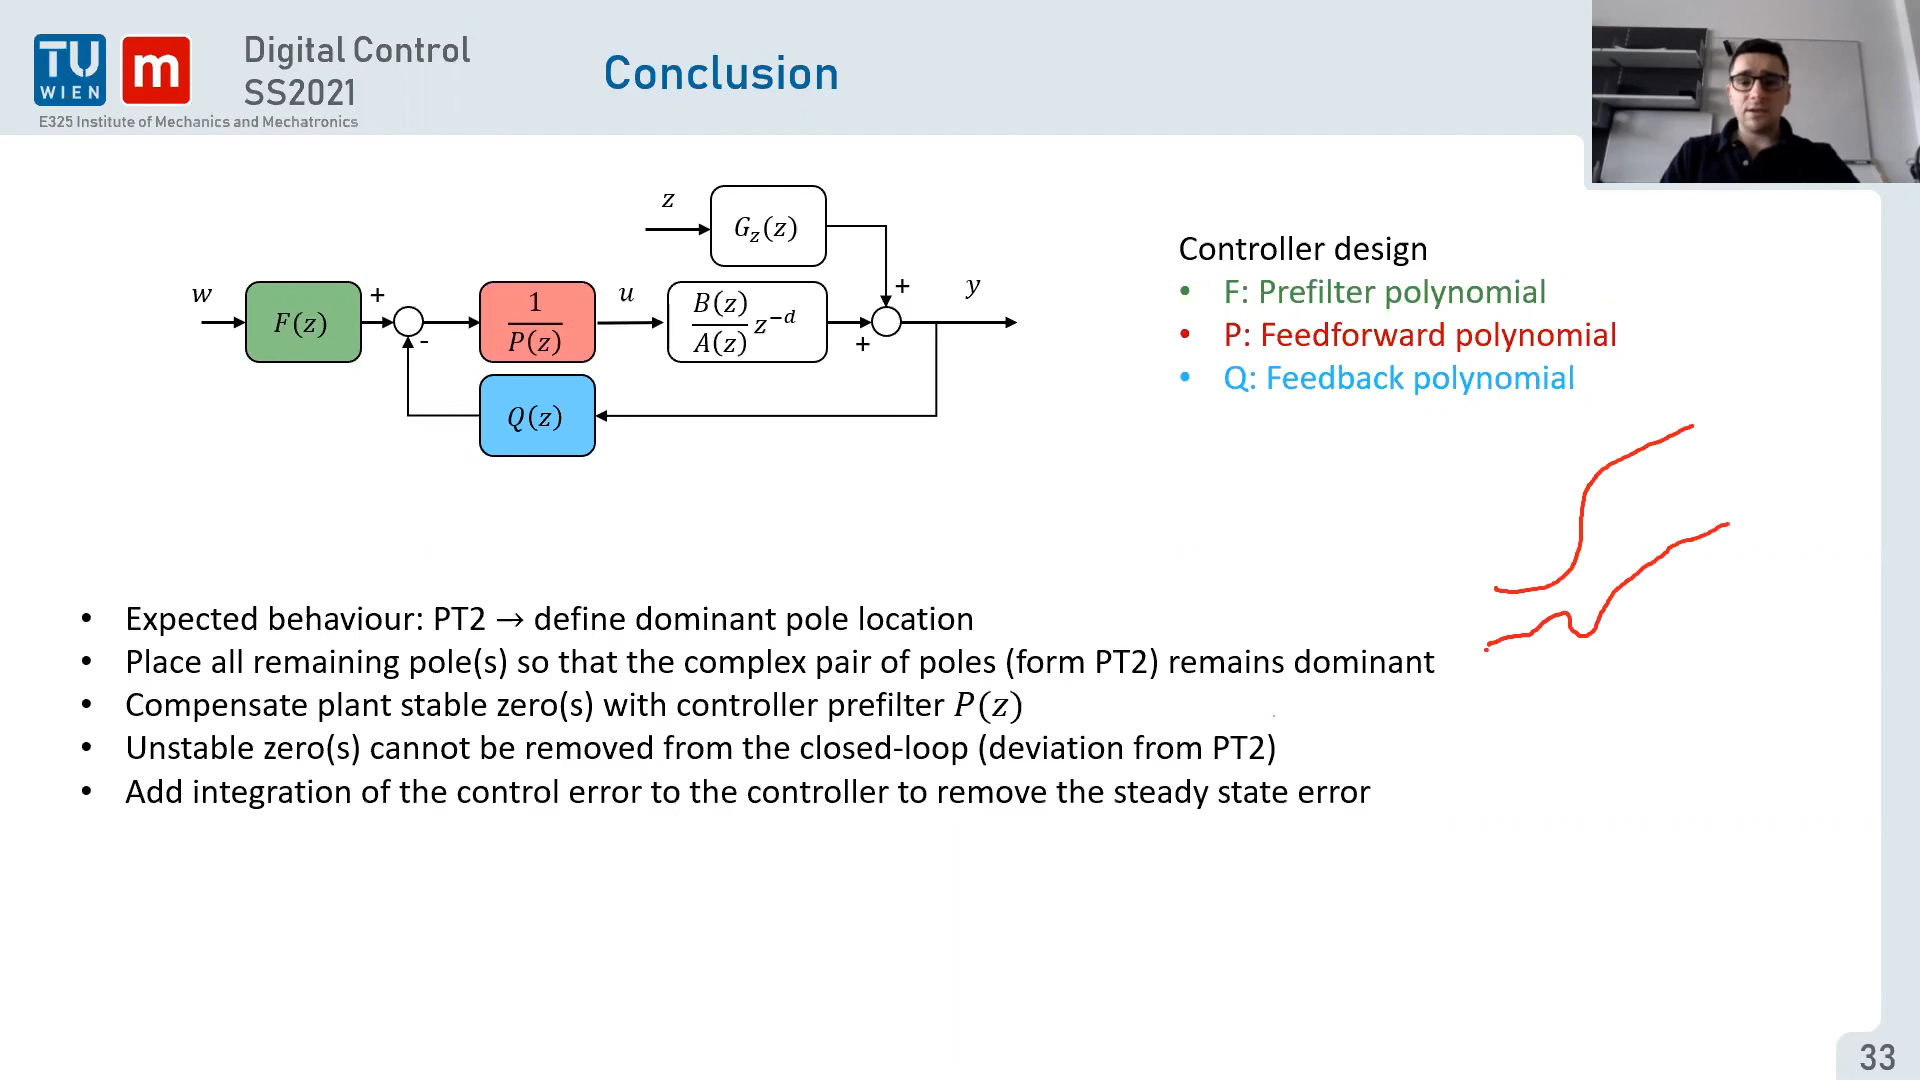 TU
WIEN
m
Digital Control
SS2021
E325 Institute of Mechanics and Mechatronics
Conclusion
z
G_z(z)
w
F(z)
+
-
1
P(z)
u
B(z)
A(z)
z^{-d}
+
+
y
Q(z)
Controller design
• F: Prefilter polynomial
• P: Feedforward polynomial
• Q: Feedback polynomial
• Expected behaviour: PT2 → define dominant pole location
• Place all remaining pole(s) so that the complex pair of poles (form PT2) remains dominant
• Compensate plant stable zero(s) with controller prefilter P(z)
• Unstable zero(s) cannot be removed from the closed-loop (deviation from PT2)
• Add integration of the control error to the controller to remove the steady state error
33